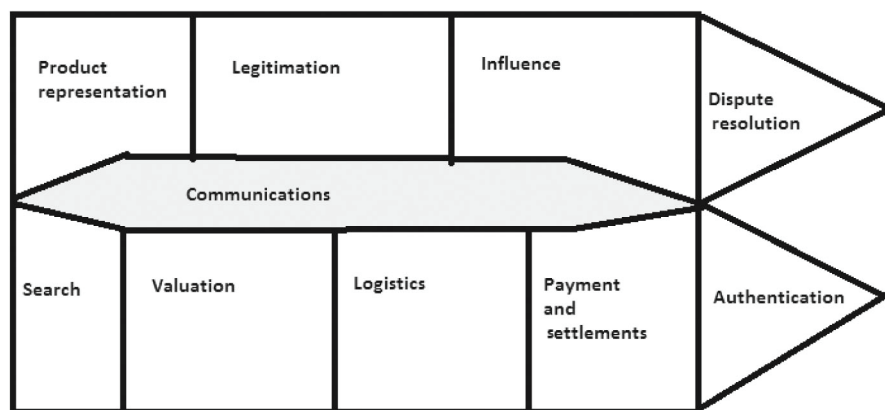 Product
representation
Legitimation
Influence
Dispute
resolution
Communications
Search
Valuation
Logistics
Payment
and
settlements
Authentication